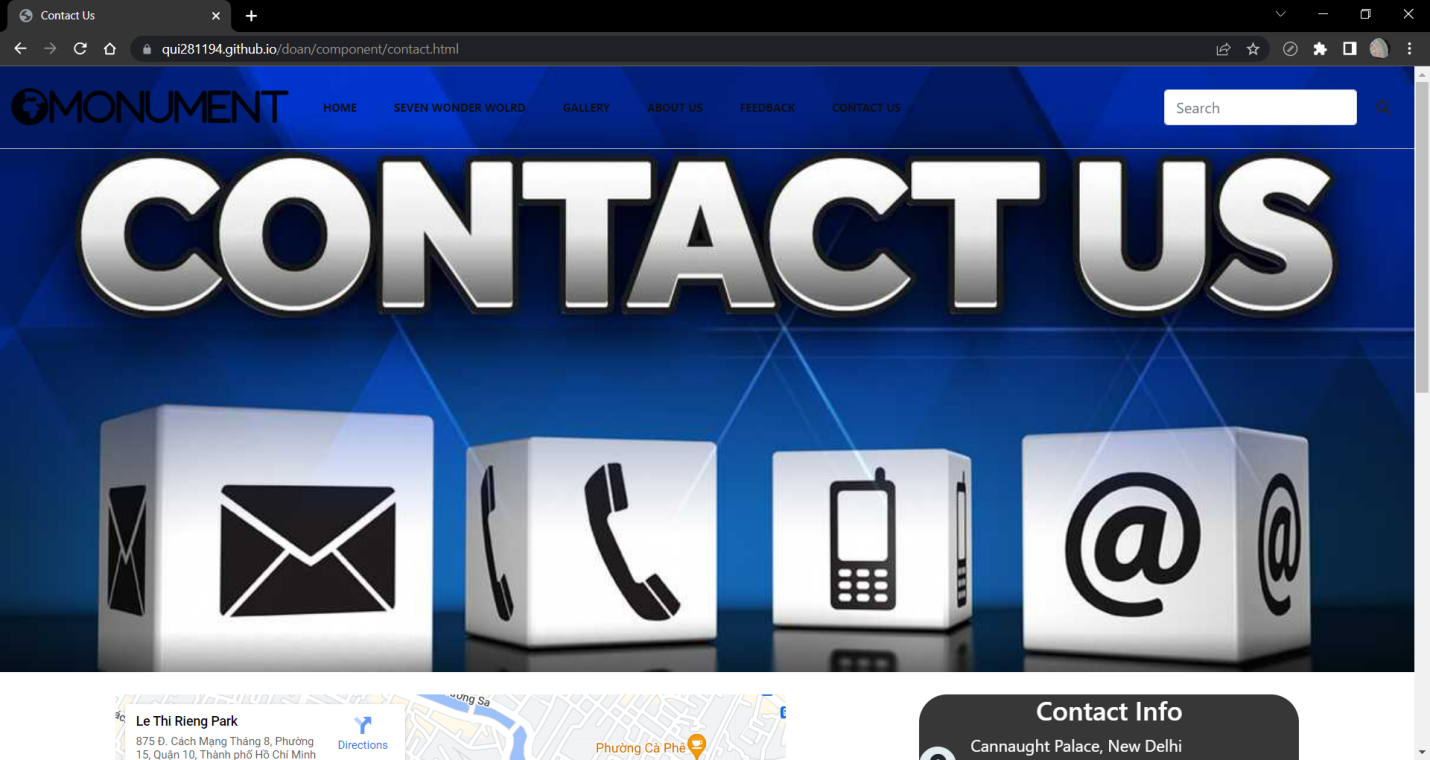 Contact Us
qui281194.github.io/doan/component/contact.html
MONUMENT
HOME
SEVEN WONDER WOLRD
GALLERY
ABOUT US
FEEDBACK
CONTACT US
Search
CONTACT US
@
@
Le Thi Rieng Park
875 Đ. Cách Mạng Tháng 8, Phường
15, Quận 10, Thành phố Hồ Chí Minh
Directions
Phường Cà Phê
Contact Info
Cannaught Palace, New Delhi